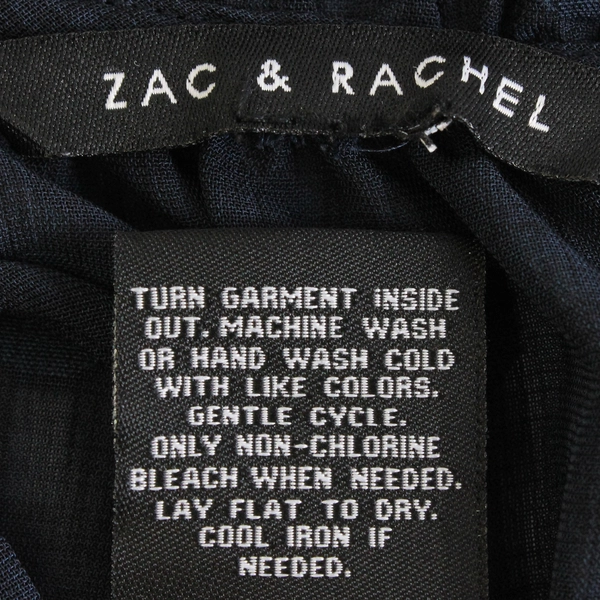 ZAC & RACHEL
TURN GARMENT INSIDE
OUT. MACHINE WASH
OR HAND WASH COLD
WITH LIKE COLORS.
GENTLE CYCLE.
ONLY NON-CHLORINE
BLEACH WHEN NEEDED.
LAY FLAT TO DRY.
COOL IRON IF
NEEDED.